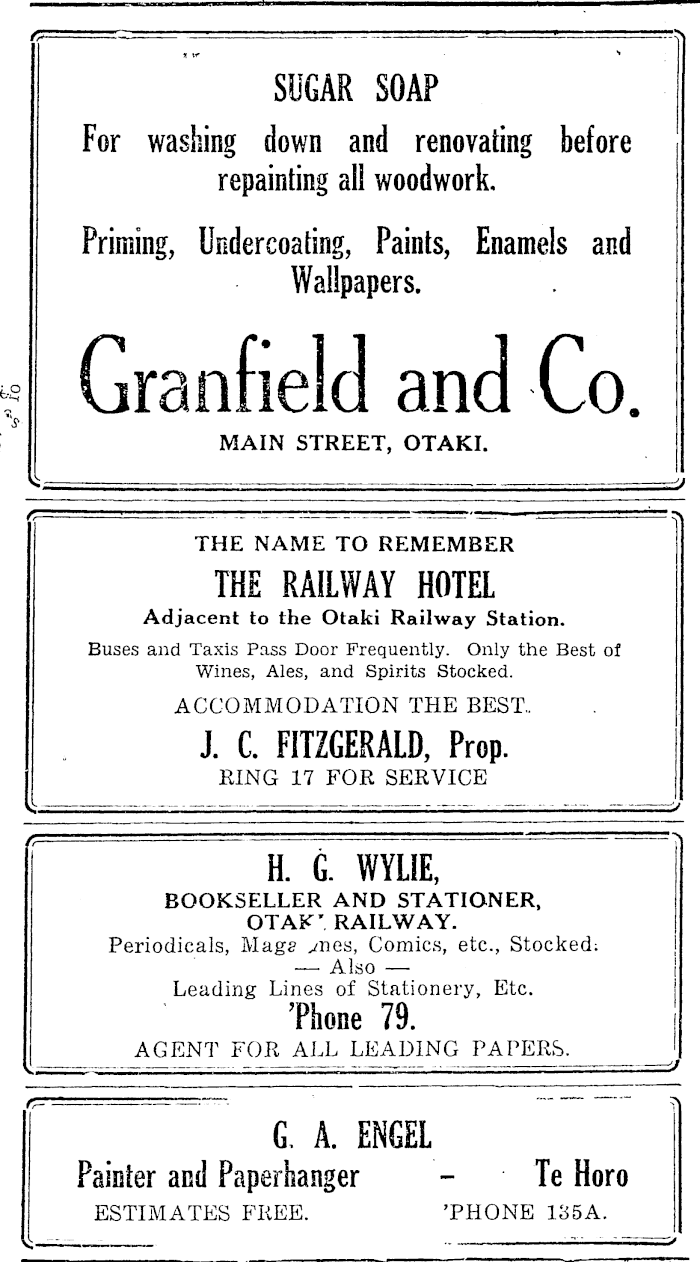 SUGAR SOAP
For washing down and renovating before
repainting all woodwork.
Priming, Undercoating, Paints, Enamels and
Wallpapers.
Granfield and Co.
MAIN STREET, OTAKI.
THE NAME TO REMEMBER
THE RAILWAY HOTEL
Adjacent to the Otaki Railway Station.
Buses and Taxis Pass Door Frequently. Only the Best of
Wines, Ales, and Spirits Stocked.
ACCOMMODATION THE BEST.
J. C. FITZGERALD, Prop.
RING 17 FOR SERVICE
H. G. WYLIE,
BOOKSELLER AND STATIONER,
OTAKI RAILWAY.
Periodicals, Magazines, Comics, etc., Stocked.
— Also —
Leading Lines of Stationery, Etc.
'Phone 79.
AGENT FOR ALL LEADING PAPERS.
G. A. ENGEL
Painter and Paperhanger – Te Horo
ESTIMATES FREE. 'PHONE 135A.